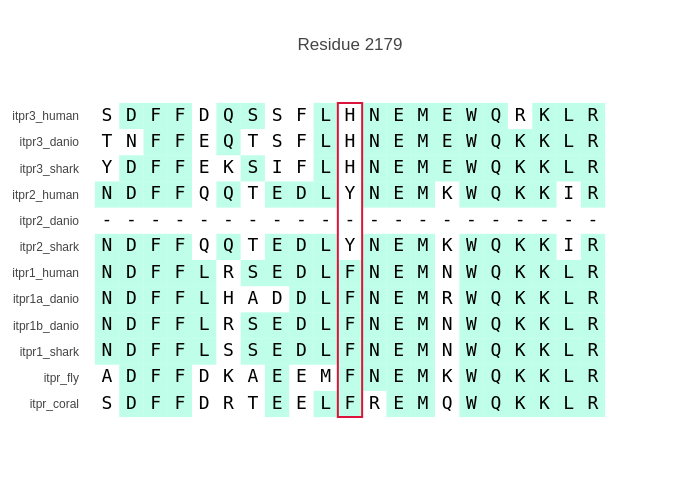 Residue 2179
itpr3_human S D F F D Q S S F L H N E M E W Q R K L R
itpr3_danio T N F F E Q T S F L H N E M E W Q K K L R
itpr3_shark Y D F F E K S I F L H N E M E W Q K K L R
itpr2_human N D F F Q Q T E D L Y N E M K W Q K K I R
itpr2_danio - - - - - - - - - - - - - - - - - - - - -
itpr2_shark N D F F Q Q T E D L Y N E M K W Q K K I R
itpr1_human N D F F L R S E D L F N E M N W Q K K L R
itpr1a_danio N D F F L H A D D L F N E M R W Q K K L R
itpr1b_danio N D F F L R S E D L F N E M N W Q K K L R
itpr1_shark N D F F L S S E D L F N E M N W Q K K L R
itpr_fly A D F F D K A E E M F N E M K W Q K K L R
itpr_coral S D F F D R T E E L F R E M Q W Q K K L R